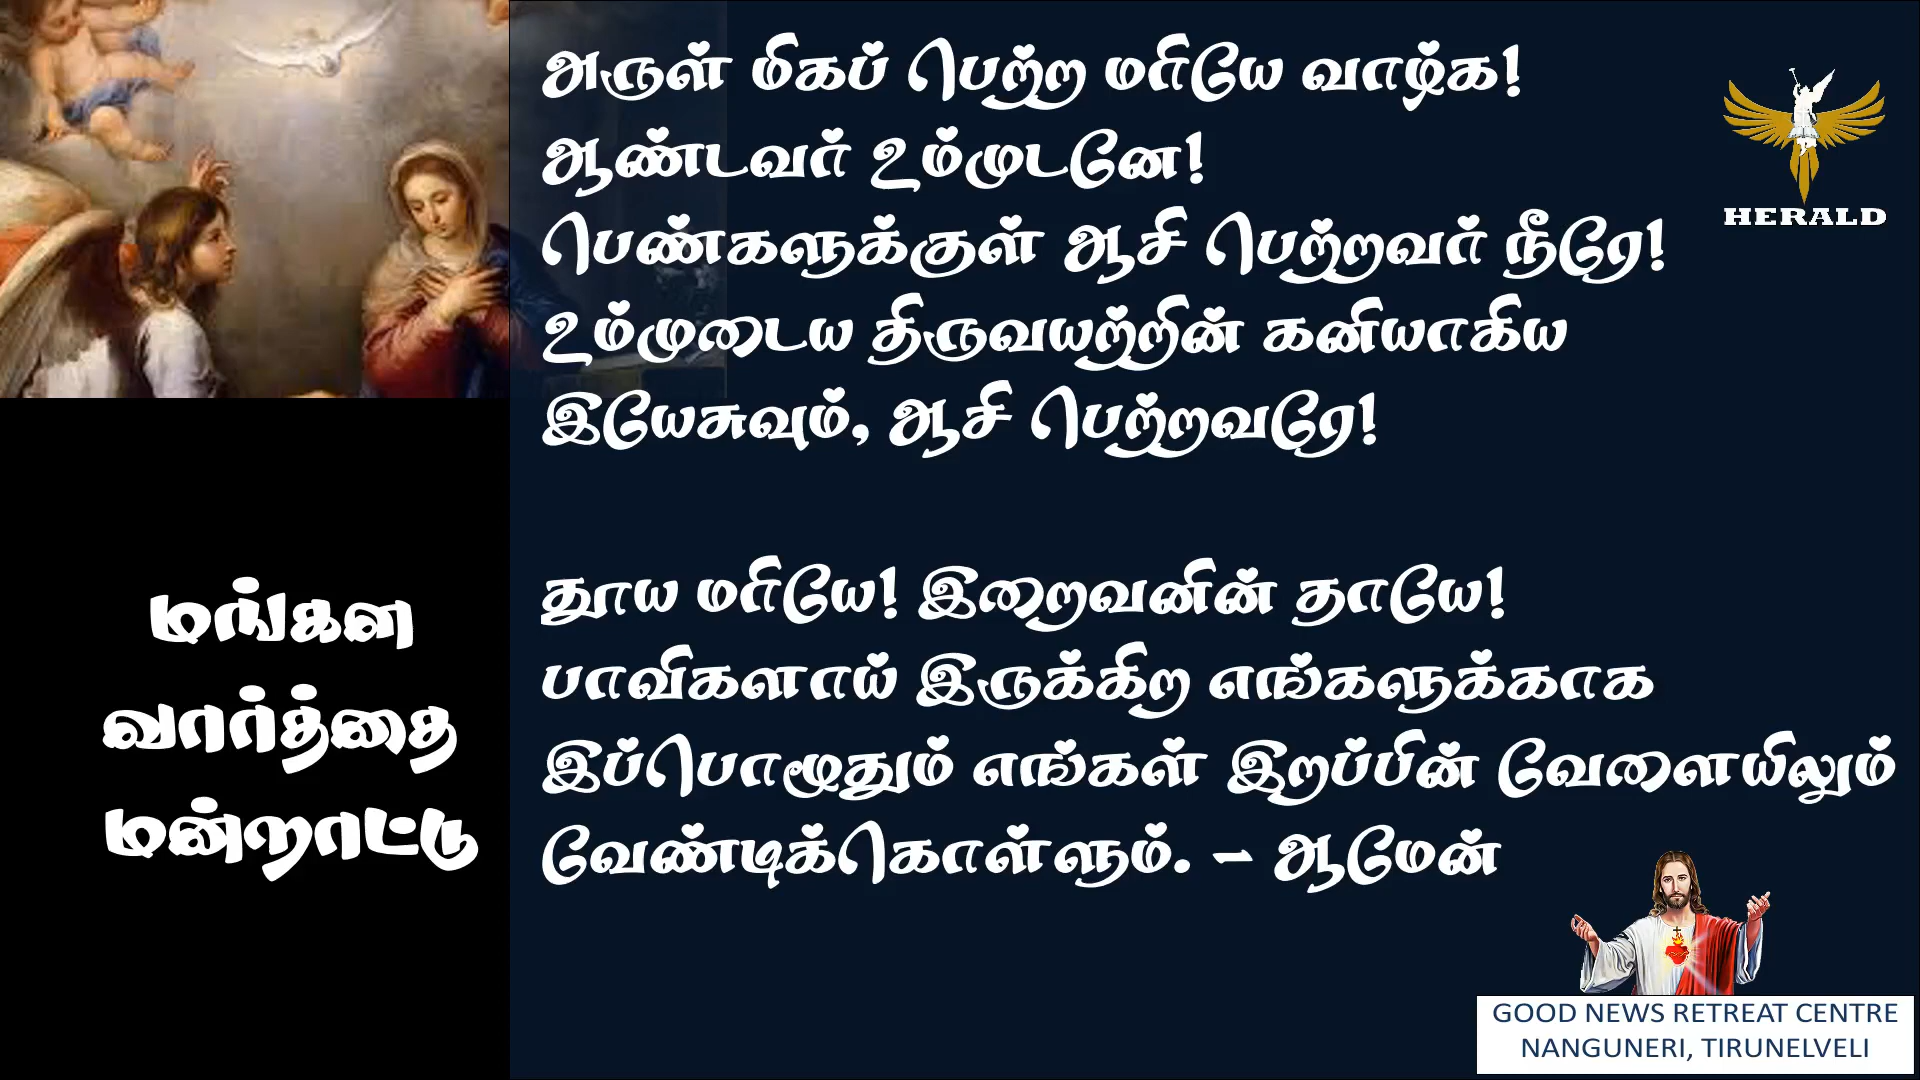 அருள் மிகப் பெற்ற மரியே வாழ்க!
ஆண்டவர் உம்முடனே!
பெண்களுக்குள் ஆசி பெற்றவர் நீரே!
உம்முடைய திருவயற்றின் கனியாகிய
இயேசுவும், ஆசி பெற்றவரே!
தூய மரியே! இறைவனின் தாயே!
பாவிகளாய் இருக்கிற எங்களுக்காக
இப்பொழுதும் எங்கள் இறப்பின் வேளையிலும்
வேண்டிக்கொள்ளும். - ஆமேன்
மங்கள
வார்த்தை
மன்றாட்டு
HERALD
GOOD NEWS RETREAT CENTRE
NANGUNERI, TIRUNELVELI